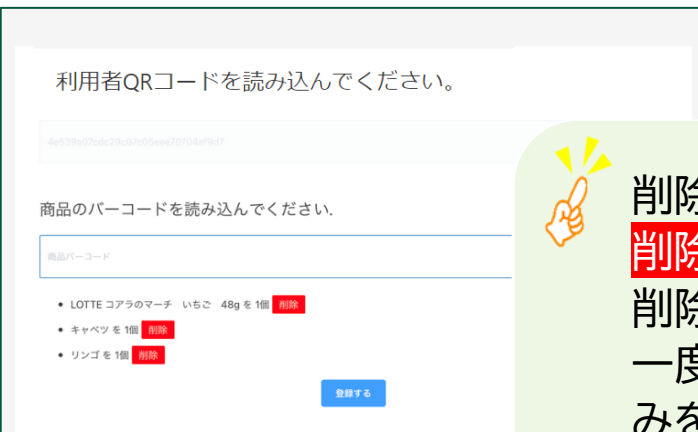 利用者QRコードを読み込んでください。
商品のバーコードを読み込んでください.
商品バーコード
• LOTTE コアラのマーチ　いちご　48g を 1個 削除
• キャベツ を 1個 削除
• リンゴ を 1個 削除
登録する
削除
削除
削除
一度
みを